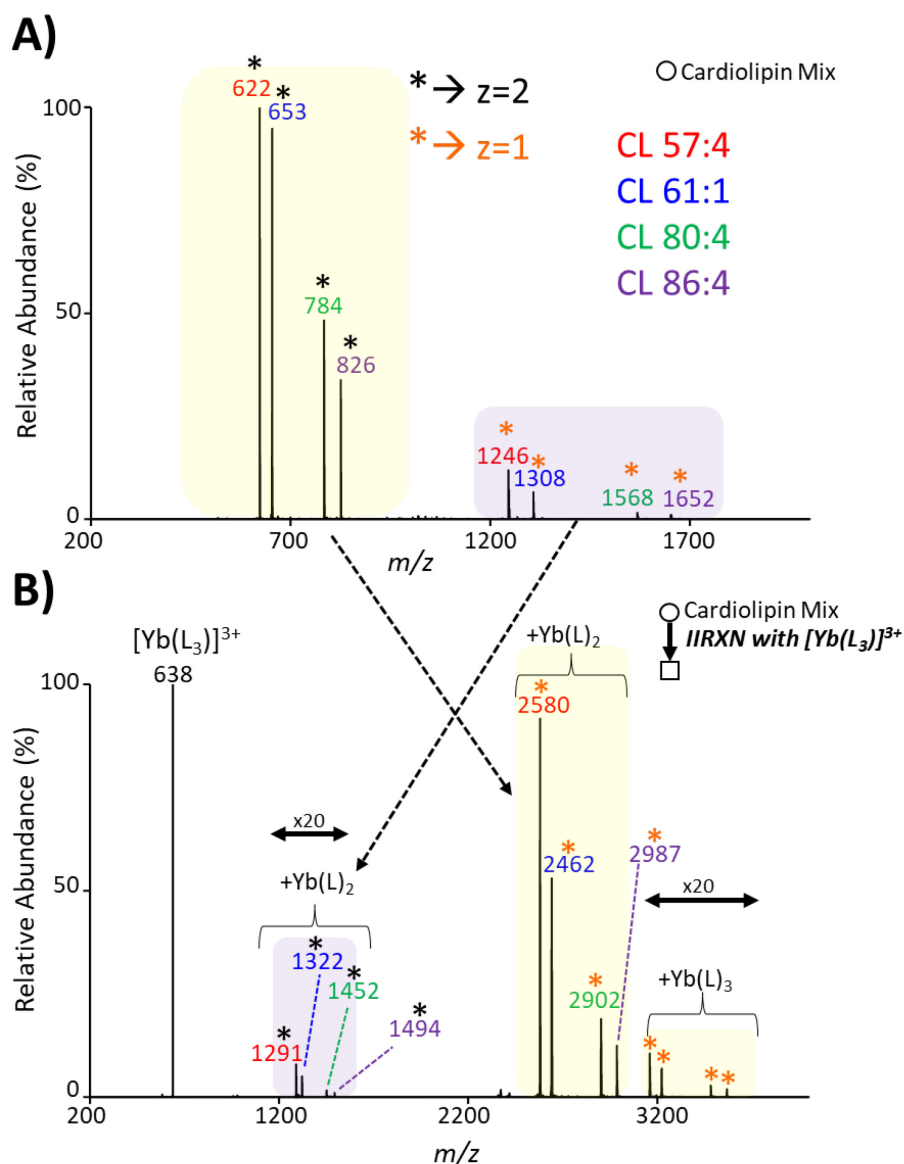 A)
* → z=2
* → z=1
Cardiolipin Mix
CL 57:4
CL 61:1
CL 80:4
CL 86:4
Relative Abundance (%)
100
50
0
*
622
*
653
*
784
*
826
*
1246
*
1308
*
1568
*
1652
200 700 1200 1700
m/z
B)
[Yb(L3)]3+
638
Cardiolipin Mix
IIRXN with [Yb(L3)]3+
+Yb(L)2
Relative Abundance (%)
100
50
0
x20
+Yb(L)2
*
1322
*
1452
*
1494
*
1291
*
2580
*
2462
*
2987
*
2902
x20
+Yb(L)3
* * * *
200 1200 2200 3200
m/z